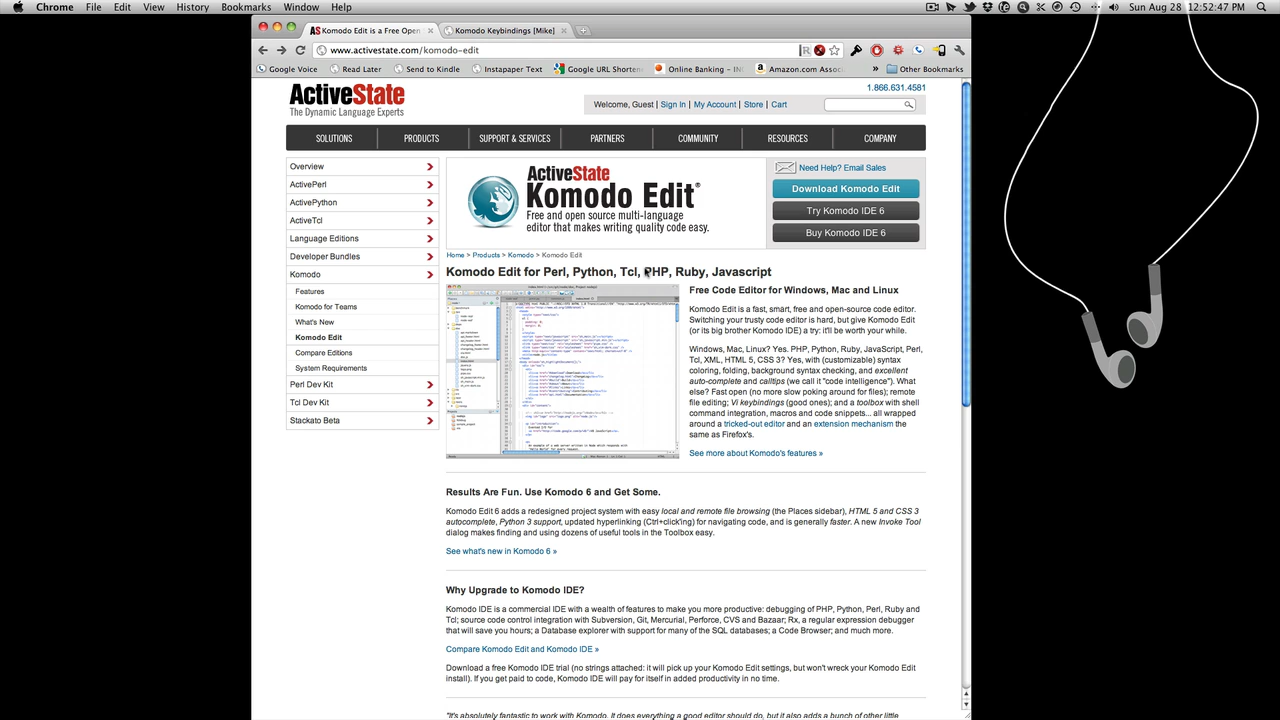 Chrome File Edit View History Bookmarks Window Help
Sun Aug 28 12:52:47 PM
Komodo Edit is a Free Open
Komodo Keybindings [Mike]
www.activestate.com/komodo-edit
Google Voice Read Later Send to Kindle Instapaper Text Google URL Shorten Online Banking - IN Amazon.com Assoc » Other Bookmarks
1.866.631.4581
ActiveState
The Dynamic Language Experts
Welcome, Guest | Sign In | My Account | Store | Cart
SOLUTIONS PRODUCTS SUPPORT & SERVICES PARTNERS COMMUNITY RESOURCES COMPANY
Overview
ActivePerl
ActivePython
ActiveTcl
Language Editions
Developer Bundles
Komodo
Features
Komodo for Teams
What's New
Komodo Edit
Compare Editions
System Requirements
Perl Dev Kit
Tcl Dev Kit
Stackato Beta
ActiveState
Komodo Edit®
Free and open source multi-language
editor that makes writing quality code easy.
Need Help? Email Sales
Download Komodo Edit
Try Komodo IDE 6
Buy Komodo IDE 6
Home > Products > Komodo > Komodo Edit
Komodo Edit for Perl, Python, Tcl, PHP, Ruby, Javascript
Free Code Editor for Windows, Mac and Linux
Komodo Edit is a fast, smart, free and open-source code editor.
Switching your trusty code editor is hard, but give Komodo Edit
(or its big brother Komodo IDE) a try: it'll be worth your while.
Windows, Mac, Linux? Yes. PHP, Python, Ruby, JavaScript, Perl,
Tcl, XML, HTML 5, CSS 3? Yes, with (customizable) syntax
coloring, folding, background syntax checking, and excellent
auto-complete and calltips (we call it "code intelligence"). What
else? Fast open (no more slow poking around for files); remote
file editing; Vi keybindings (good ones); and a toolbox with shell
command integration, macros and code snippets... all wrapped
around a tricked-out editor and an extension mechanism the
same as Firefox's.
See more about Komodo's features »
Results Are Fun. Use Komodo 6 and Get Some.
Komodo Edit 6 adds a redesigned project system with easy local and remote file browsing (the Places sidebar), HTML 5 and CSS 3
autocomplete, Python 3 support, updated hyperlinking (Ctrl+click'ing) for navigating code, and is generally faster. A new Invoke Tool
dialog makes finding and using dozens of useful tools in the Toolbox easy.
See what's new in Komodo 6 »
Why Upgrade to Komodo IDE?
Komodo IDE is a commercial IDE with a wealth of features to make you more productive: debugging of PHP, Python, Perl, Ruby and
Tcl; source code control integration with Subversion, Git, Mercurial, Perforce, CVS and Bazaar; Rx, a regular expression debugger
that will save you hours; a Database explorer with support for many of the SQL databases; a Code Browser; and much more.
Compare Komodo Edit and Komodo IDE »
Download a free Komodo IDE trial (no strings attached: it will pick up your Komodo Edit settings, but won't wreck your Komodo Edit
install). If you get paid to code, Komodo IDE will pay for itself in added productivity in no time.
"It's absolutely fantastic to work with Komodo. It does everything a good editor should do, but it also adds a bunch of other little